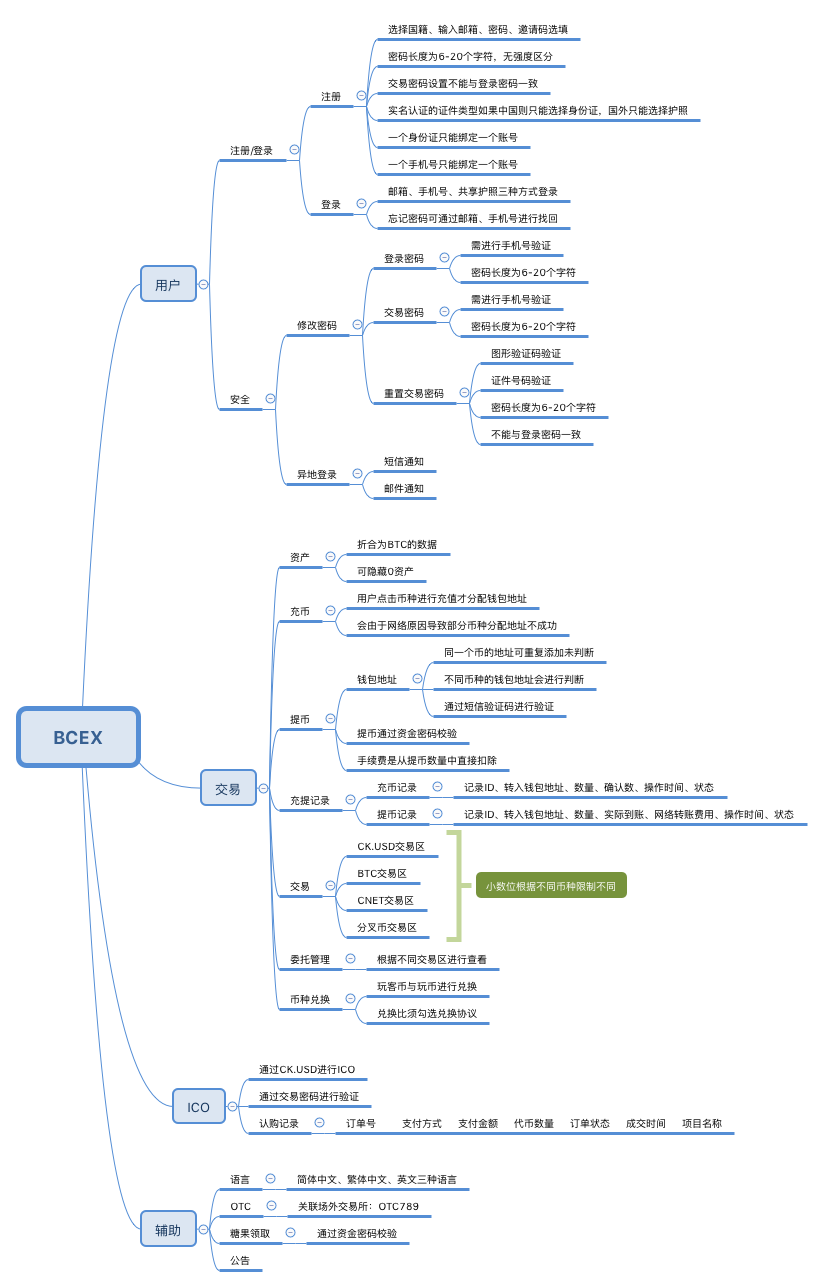 BCEX
用户
注册/登录
注册
选择国籍、输入邮箱、密码、邀请码选填
密码长度为6-20个字符，无强度区分
交易密码设置不能与登录密码一致
实名认证的证件类型如果中国则只能选择身份证，国外只能选择护照
一个身份证只能绑定一个账号
一个手机号只能绑定一个账号
登录
邮箱、手机号、共享护照三种方式登录
忘记密码可通过邮箱、手机号进行找回
安全
修改密码
登录密码
需进行手机号验证
密码长度为6-20个字符
交易密码
需进行手机号验证
密码长度为6-20个字符
重置交易密码
图形验证码验证
证件号码验证
密码长度为6-20个字符
不能与登录密码一致
异地登录
短信通知
邮件通知
交易
资产
折合为BTC的数据
可隐藏0资产
充币
用户点击币种进行充值才分配钱包地址
会由于网络原因导致部分币种分配地址不成功
提币
钱包地址
同一个币的地址可重复添加未判断
不同币种的钱包地址会进行判断
通过短信验证码进行验证
提币通过资金密码校验
手续费是从提币数量中直接扣除
充提记录
充币记录
记录ID、转入钱包地址、数量、确认数、操作时间、状态
提币记录
记录ID、转入钱包地址、数量、实际到账、网络转账费用、操作时间、状态
交易
CK.USD交易区
BTC交易区
CNET交易区
分叉币交易区
小数位根据不同币种限制不同
委托管理
根据不同交易区进行查看
币种兑换
玩客币与玩币进行兑换
兑换比须勾选兑换协议
ICO
通过CK.USD进行ICO
通过交易密码进行验证
认购记录
订单号 支付方式 支付金额 代币数量 订单状态 成交时间 项目名称
辅助
语言
简体中文、繁体中文、英文三种语言
OTC
关联场外交易所：OTC789
糖果领取
通过资金密码校验
公告